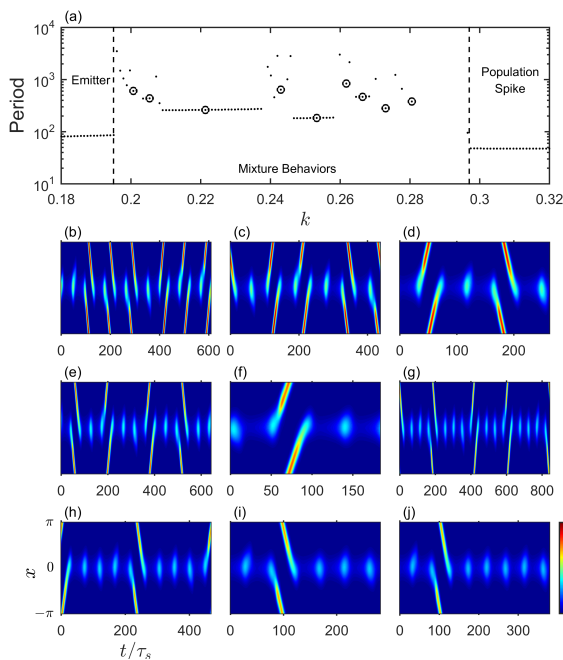 (a)
10^4
10^3
10^2
10^1
Period
Emitter
Mixture Behaviors
Population
Spike
0.18 0.2 0.22 0.24 0.26 0.28 0.3 0.32
k
(b) (c) (d)
0 200 400 600 0 200 400 0 100 200
(e) (f) (g)
0 200 400 600 0 50 100 150 0 200 400 600 800
(h) (i) (j)
π
0
−π
x
0 200 400 0 100 200 0 100 200 300
t/τ_s